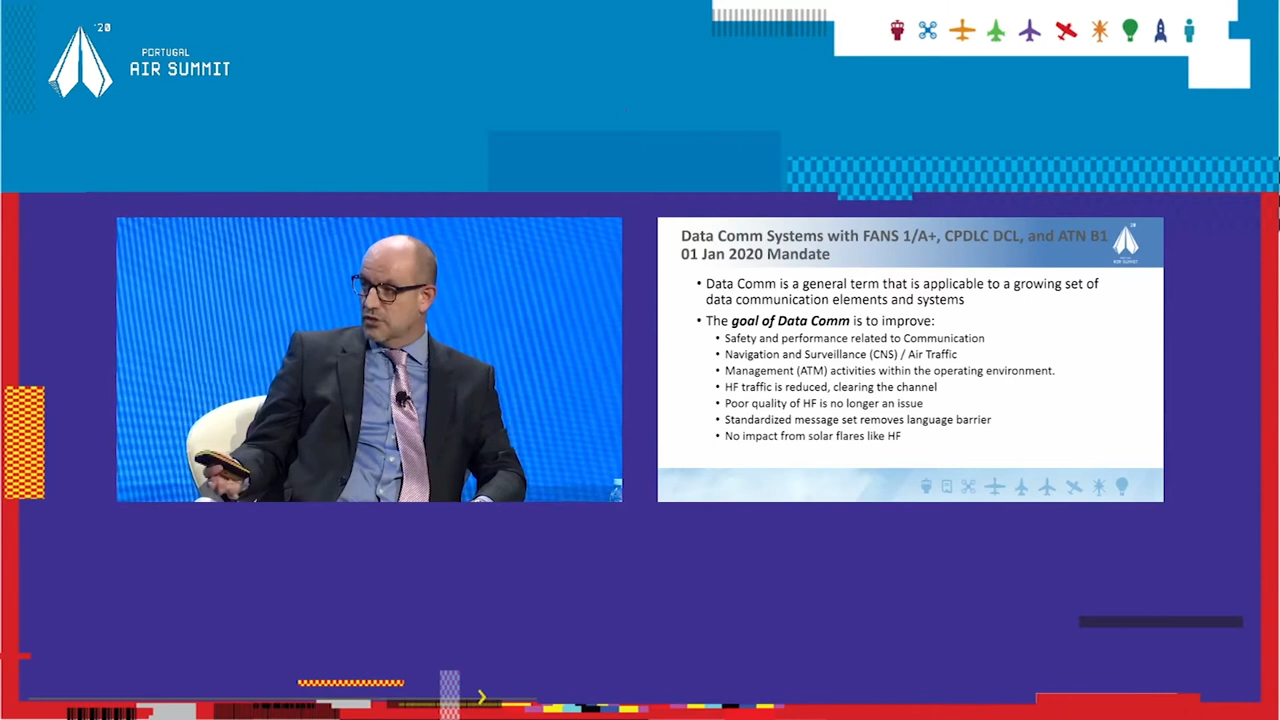 '20
PORTUGAL
AIR SUMMIT
Data Comm Systems with FANS 1/A+, CPDLC DCL, and ATN B1
01 Jan 2020 Mandate
• Data Comm is a general term that is applicable to a growing set of
data communication elements and systems
• The goal of Data Comm is to improve:
• Safety and performance related to Communication
• Navigation and Surveillance (CNS) / Air Traffic
• Management (ATM) activities within the operating environment.
• HF traffic is reduced, clearing the channel
• Poor quality of HF is no longer an issue
• Standardized message set removes language barrier
• No impact from solar flares like HF
AIR SUMMIT